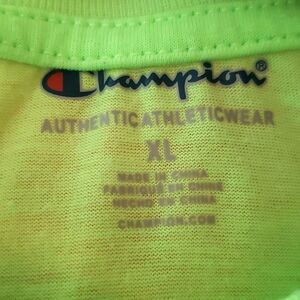 Champion®
AUTHENTIC ATHLETICWEAR
XL
MADE IN CHINA
FABRIQUÉ EN CHINE
HECHO EN CHINA
CHAMPION.COM